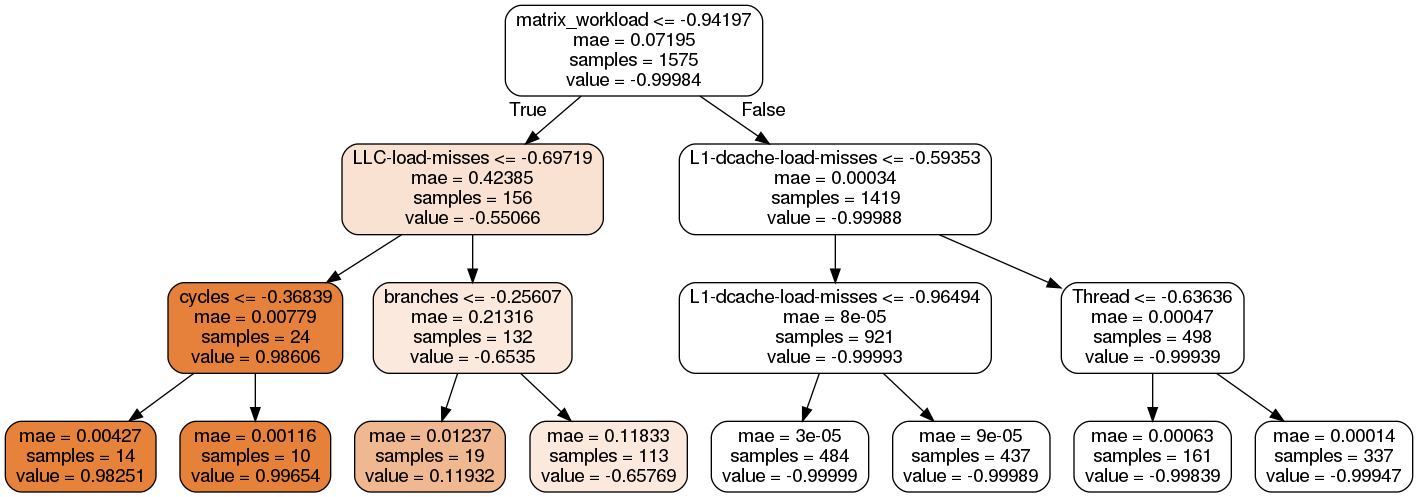 matrix_workload <= -0.94197
mae = 0.07195
samples = 1575
value = -0.99984
True
False
LLC-load-misses <= -0.69719
mae = 0.42385
samples = 156
value = -0.55066
L1-dcache-load-misses <= -0.59353
mae = 0.00034
samples = 1419
value = -0.99988
cycles <= -0.36839
mae = 0.00779
samples = 24
value = 0.98606
branches <= -0.25607
mae = 0.21316
samples = 132
value = -0.6535
L1-dcache-load-misses <= -0.96494
mae = 8e-05
samples = 921
value = -0.99993
Thread <= -0.63636
mae = 0.00047
samples = 498
value = -0.99939
mae = 0.00427
samples = 14
value = 0.98251
mae = 0.00116
samples = 10
value = 0.99654
mae = 0.01237
samples = 19
value = 0.11932
mae = 0.11833
samples = 113
value = -0.65769
mae = 3e-05
samples = 484
value = -0.99999
mae = 9e-05
samples = 437
value = -0.99989
mae = 0.00063
samples = 161
value = -0.99839
mae = 0.00014
samples = 337
value = -0.99947